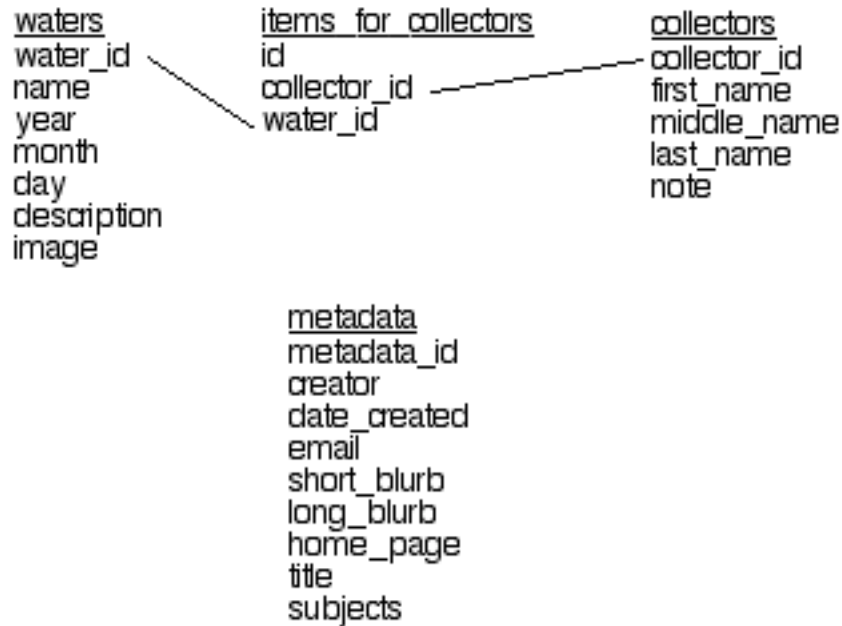 waters
water_id
name
year
month
day
description
image
items_for_collectors
id
collector_id
water_id
collectors
collector_id
first_name
middle_name
last_name
note
metadata
metadata_id
creator
date_created
email
short_blurb
long_blurb
home_page
title
subjects